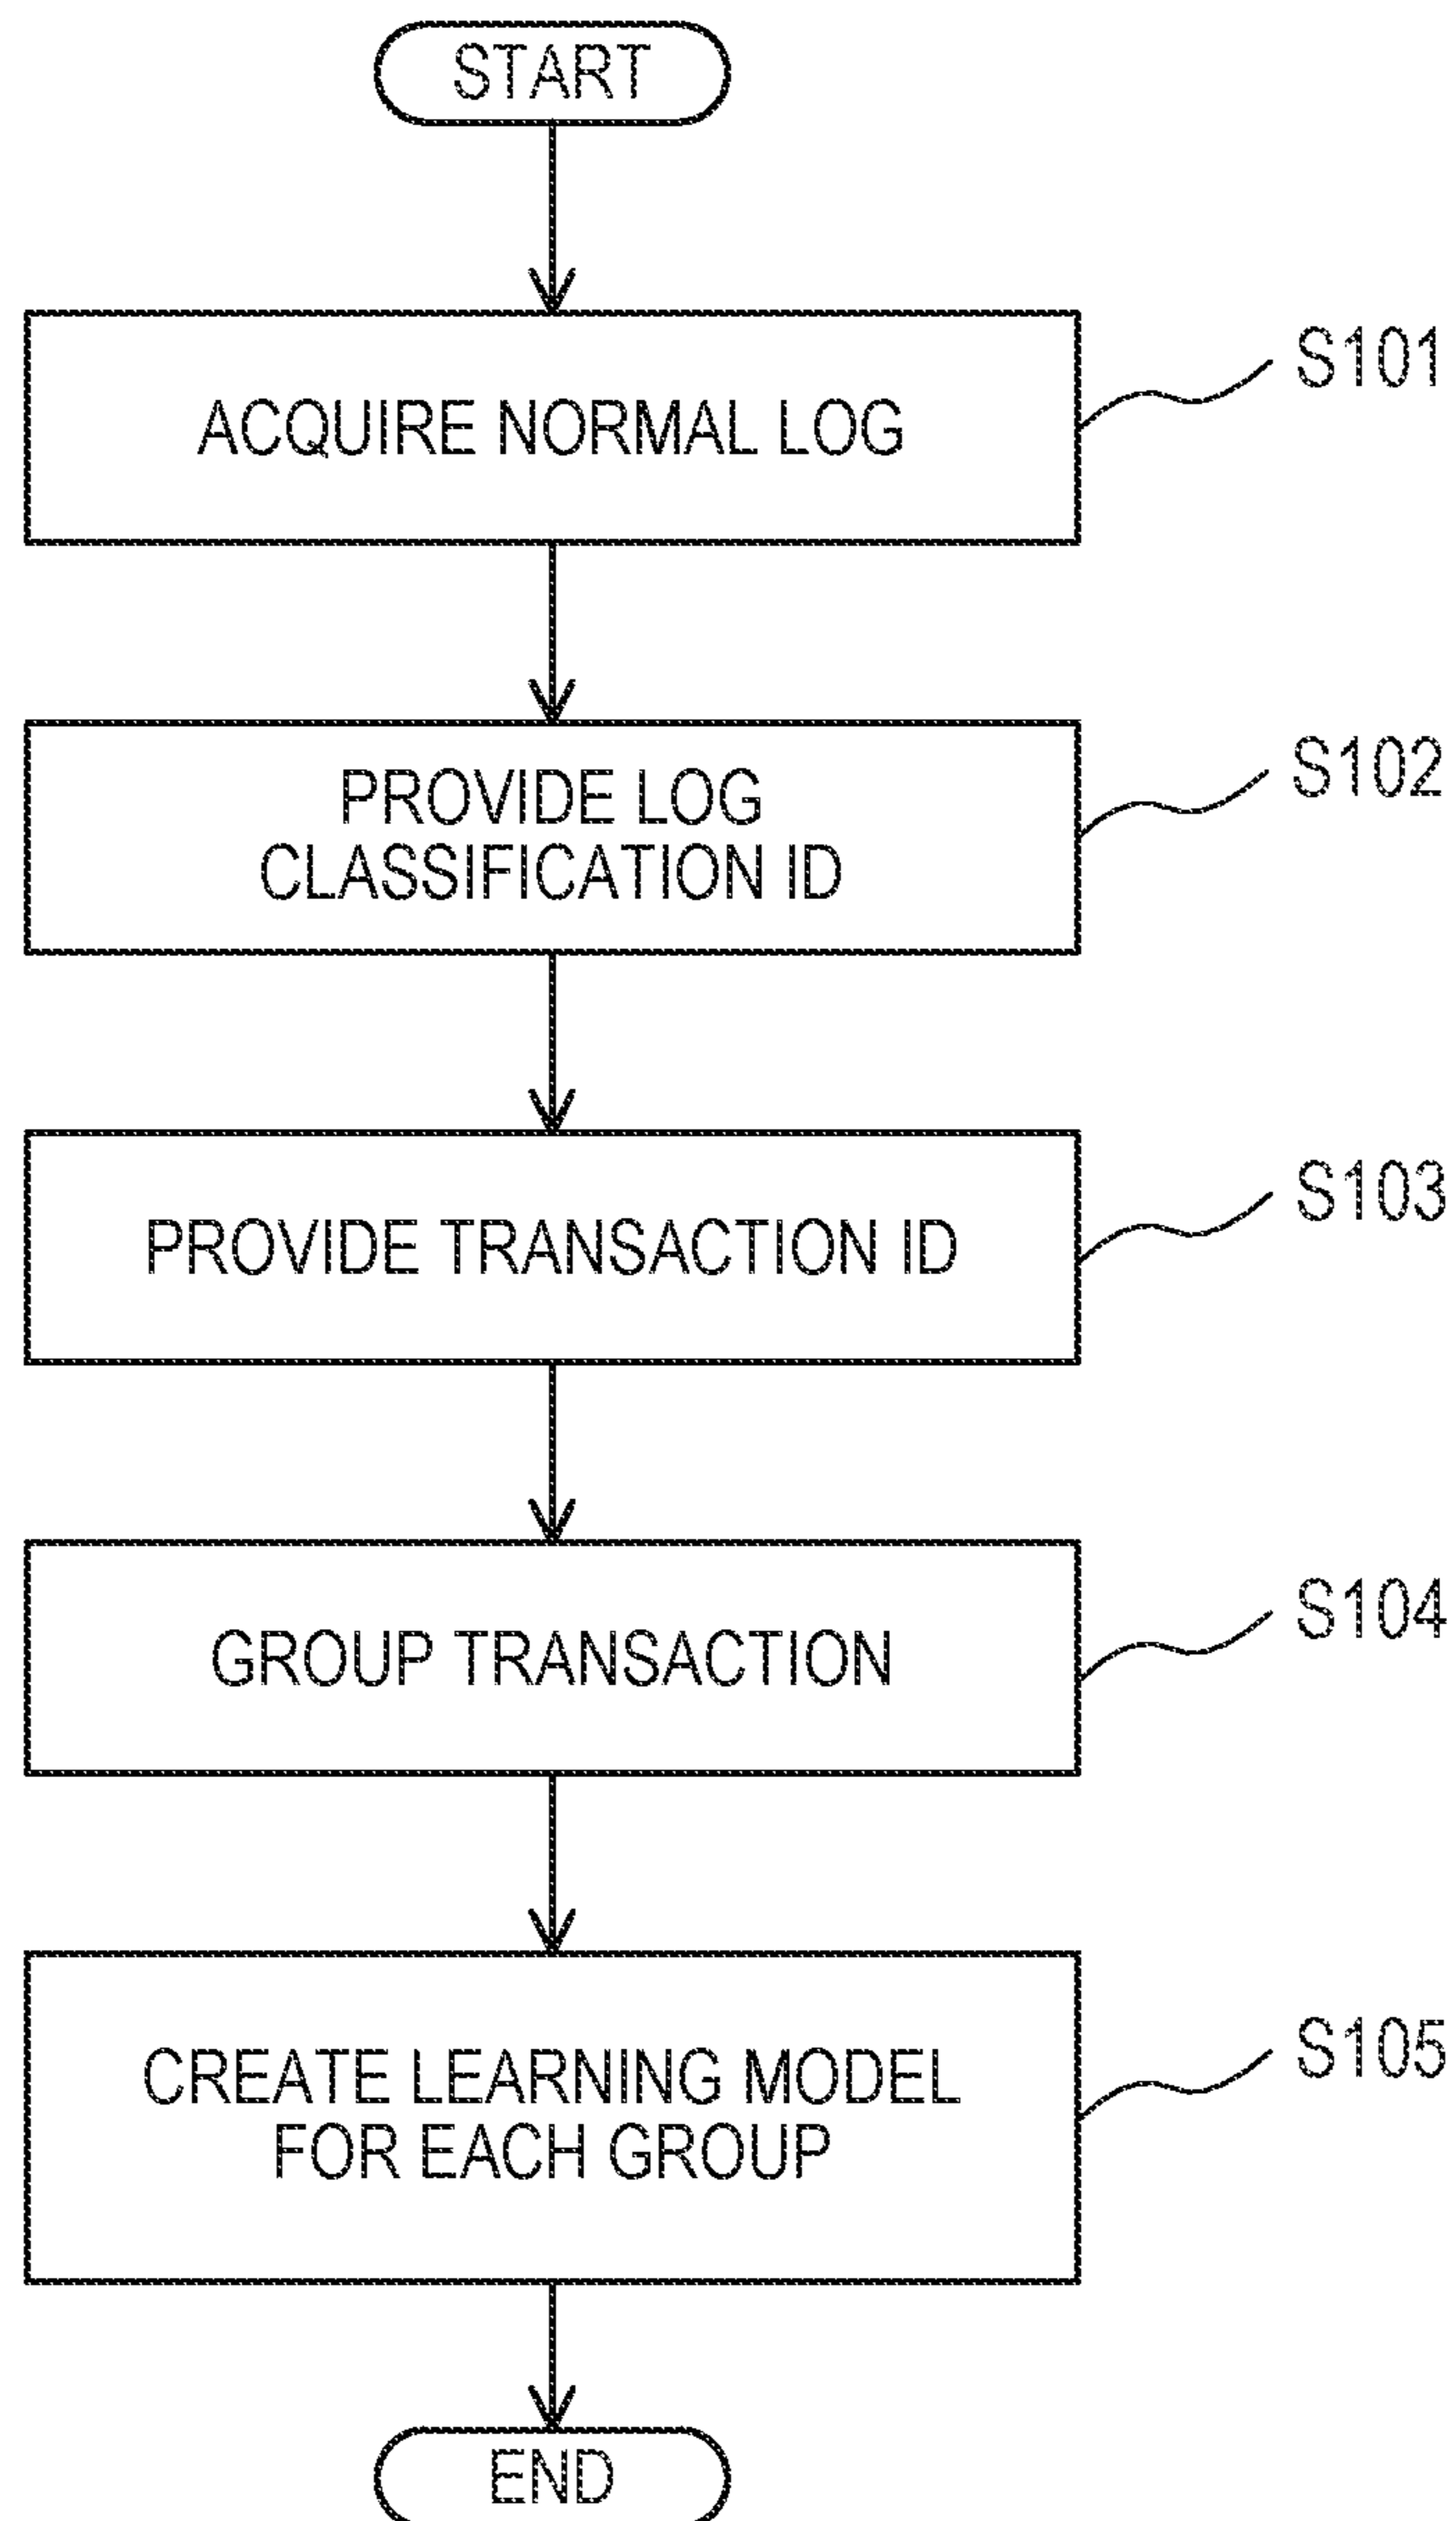 START
ACQUIRE NORMAL LOG
S101
PROVIDE LOG
CLASSIFICATION ID
S102
PROVIDE TRANSACTION ID
S103
GROUP TRANSACTION
S104
CREATE LEARNING MODEL
FOR EACH GROUP
S105
END